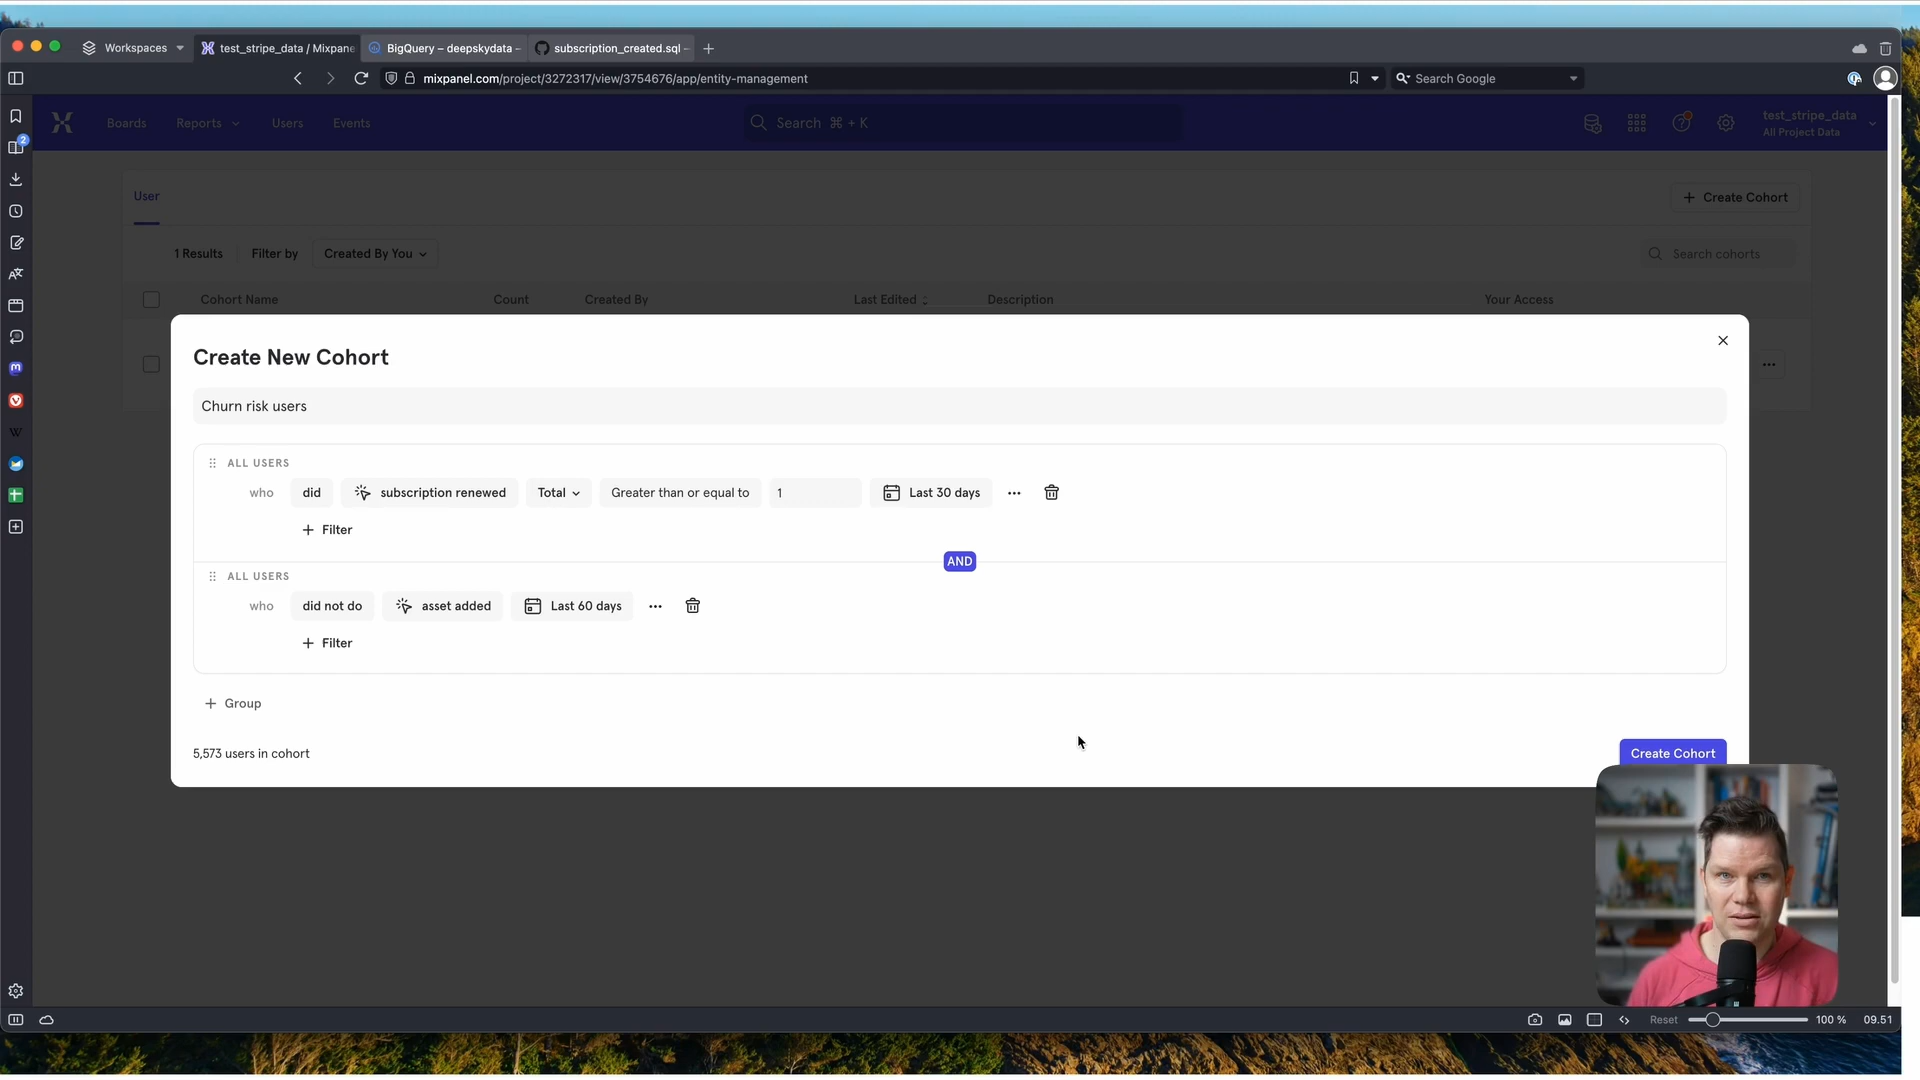 Workspaces
test_stripe_data / Mixpane
BigQuery – deepskydata -
subscription_created.sql -
mixpanel.com/project/3272317/view/3754676/app/entity-management
Search Google
2
Boards
Reports
Users
Events
Search ⌘ + K
test_stripe_data
All Project Data
User
+ Create Cohort
1 Results
Filter by
Created By You
Search cohorts
Cohort Name
Count
Created By
Last Edited
Description
Your Access
Create New Cohort
Churn risk users
ALL USERS
who did subscription renewed Total Greater than or equal to 1 Last 30 days
+ Filter
AND
ALL USERS
who did not do asset added Last 60 days
+ Filter
+ Group
5,573 users in cohort
Create Cohort
Reset
100 %
09.51